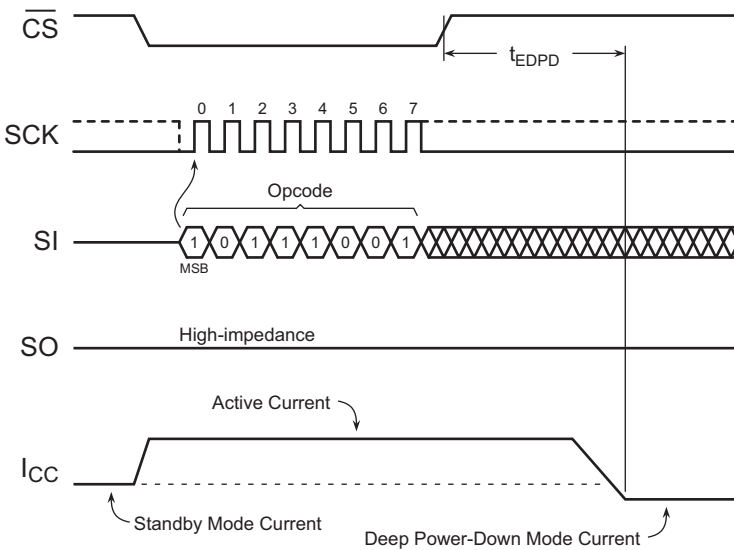 CS
tEDPD
0 1 2 3 4 5 6 7
SCK
Opcode
SI
1 0 1 1 1 0 0 1
MSB
High-impedance
SO
Active Current
ICC
Standby Mode Current
Deep Power-Down Mode Current